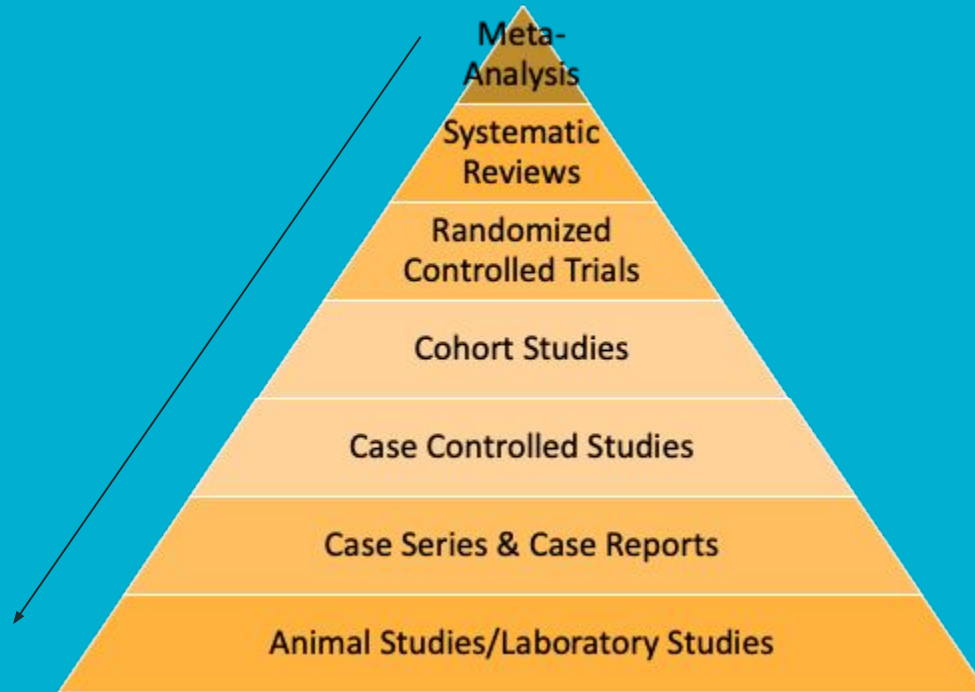 Meta-
Analysis
Systematic
Reviews
Randomized
Controlled Trials
Cohort Studies
Case Controlled Studies
Case Series & Case Reports
Animal Studies/Laboratory Studies